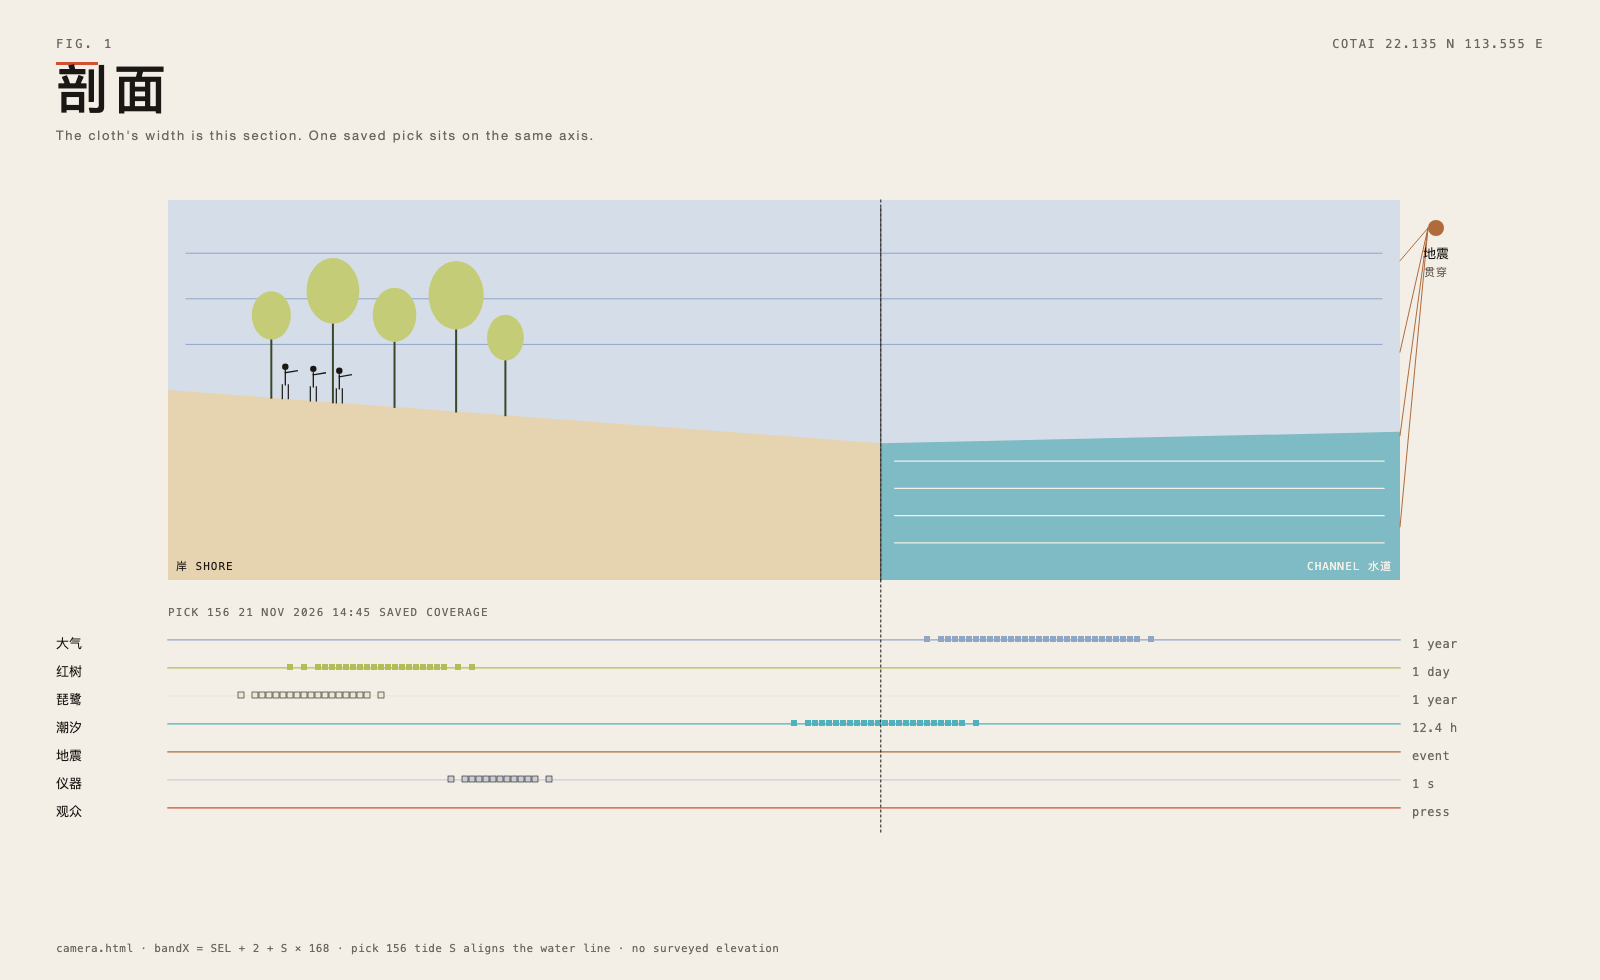 FIG. 1
COTAI 22.135 N 113.555 E
剖面
The cloth's width is this section. One saved pick sits on the same axis.
地震
贯穿
岸 SHORE
CHANNEL 水道
PICK 156 21 NOV 2026 14:45 SAVED COVERAGE
大气 1 year
红树 1 day
琵鹭 1 year
潮汐 12.4 h
地震 event
仪器 1 s
观众 press
camera.html · bandX = SEL + 2 + S × 168 · pick 156 tide S aligns the water line · no surveyed elevation